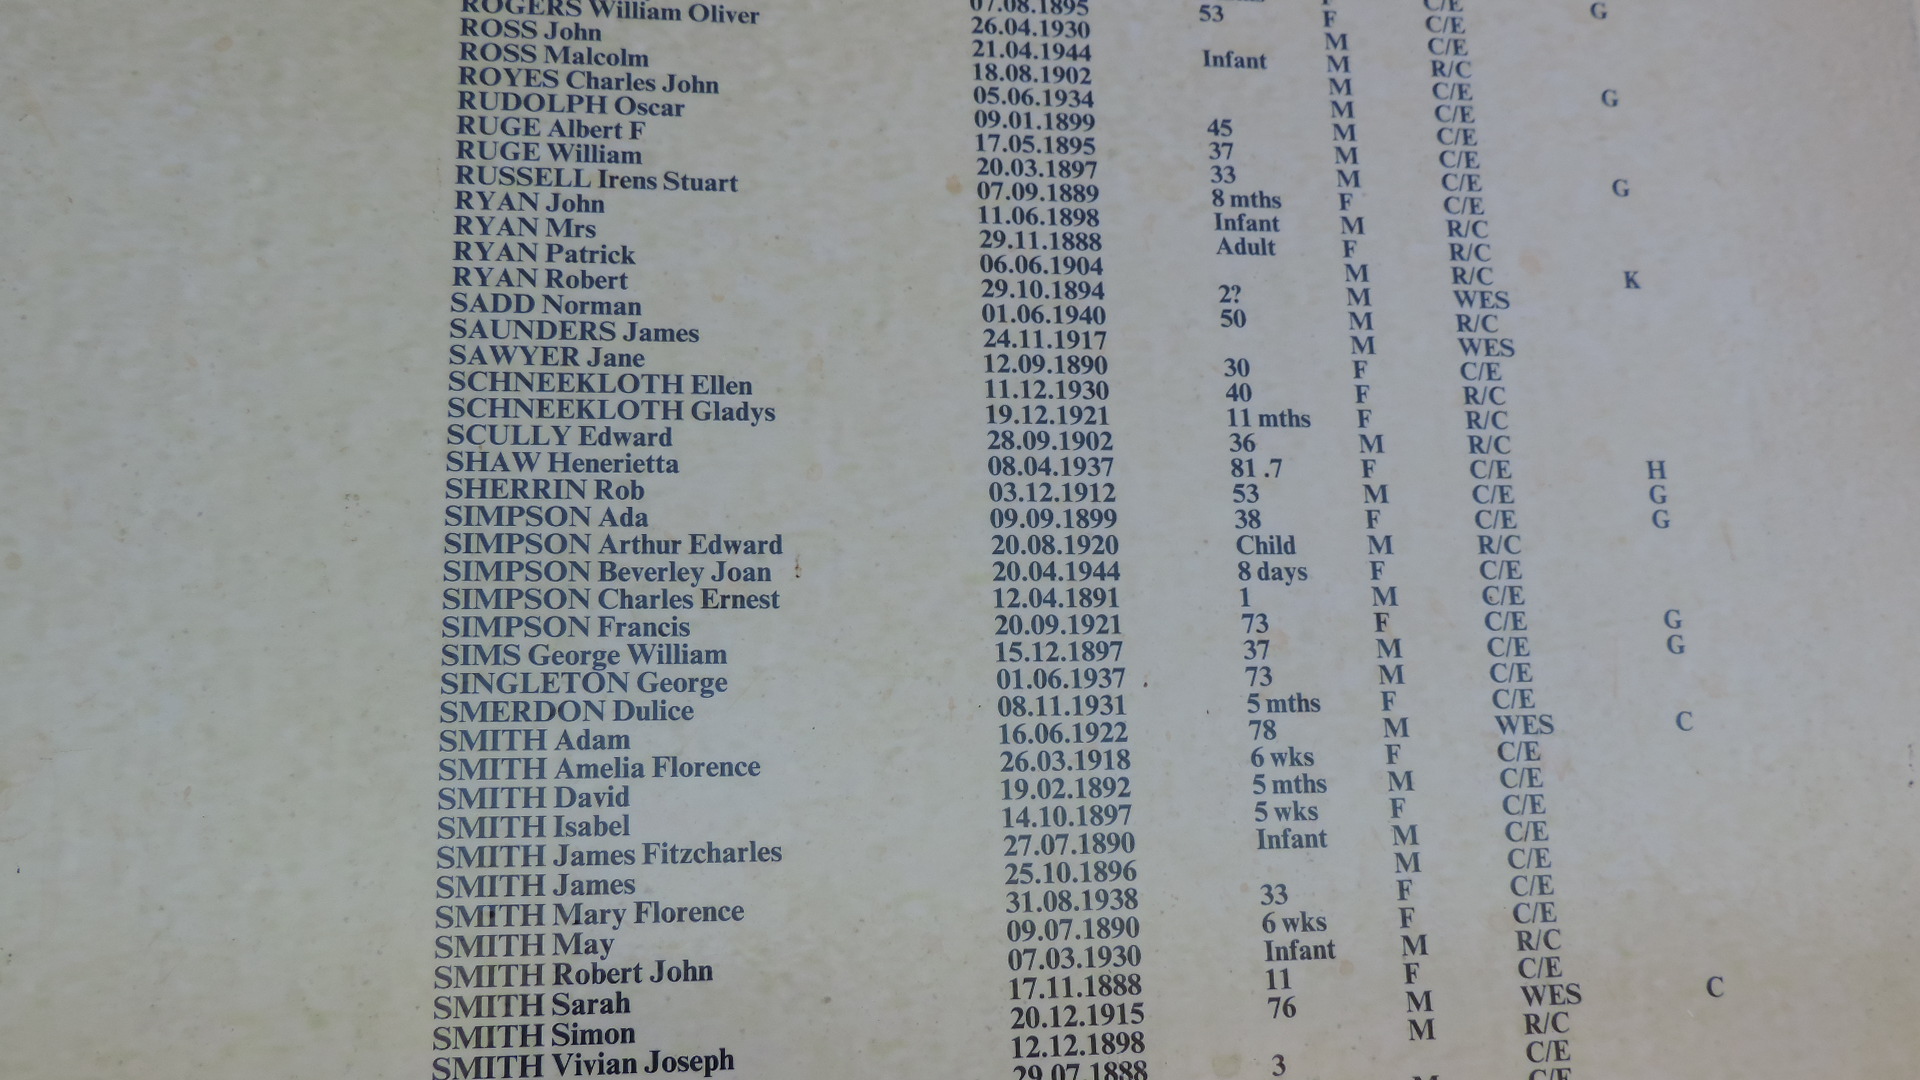 07.08.1895 53 F C/E G
ROGERS William Oliver 26.04.1930 M C/E
ROSS John 21.04.1944 Infant M R/C
ROSS Malcolm 18.08.1902 M C/E G
ROYES Charles John 05.06.1934 M C/E
RUDOLPH Oscar 09.01.1899 45 M C/E
RUGE Albert F 17.05.1895 37 M C/E
RUGE William 20.03.1897 33 M C/E G
RUSSELL Irens Stuart 07.09.1889 8 mths F C/E
RYAN John 11.06.1898 Infant M R/C
RYAN Mrs 29.11.1888 Adult F R/C
RYAN Patrick 06.06.1904 M R/C K
RYAN Robert 29.10.1894 2? M WES
SADD Norman 01.06.1940 50 M R/C
SAUNDERS James 24.11.1917 M WES
SAWYER Jane 12.09.1890 30 F C/E
SCHNEEKLOTH Ellen 11.12.1930 40 F R/C
SCHNEEKLOTH Gladys 19.12.1921 11 mths F R/C
SCULLY Edward 28.09.1902 36 M R/C
SHAW Henerietta 08.04.1937 81 .7 F C/E H
SHERRIN Rob 03.12.1912 53 M C/E G
SIMPSON Ada 09.09.1899 38 F C/E G
SIMPSON Arthur Edward 20.08.1920 Child M R/C
SIMPSON Beverley Joan 20.04.1944 8 days F C/E
SIMPSON Charles Ernest 12.04.1891 1 M C/E
SIMPSON Francis 20.09.1921 73 F C/E G
SIMS George William 15.12.1897 37 M C/E G
SINGLETON George 01.06.1937 73 M C/E
SMERDON Dulice 08.11.1931 5 mths F C/E
SMITH Adam 16.06.1922 78 M WES C
SMITH Amelia Florence 26.03.1918 6 wks F C/E
SMITH David 19.02.1892 5 mths M C/E
SMITH Isabel 14.10.1897 5 wks F C/E
SMITH James Fitzcharles 27.07.1890 Infant M C/E
SMITH James 25.10.1896 M C/E
SMITH Mary Florence 31.08.1938 33 F C/E
SMITH May 09.07.1890 6 wks F C/E
SMITH Robert John 07.03.1930 Infant M R/C
SMITH Sarah 17.11.1888 11 F C/E
SMITH Simon 20.12.1915 76 M WES C
SMITH Vivian Joseph 12.12.1898 M R/C
29.07.1888 3 M C/E
C/E